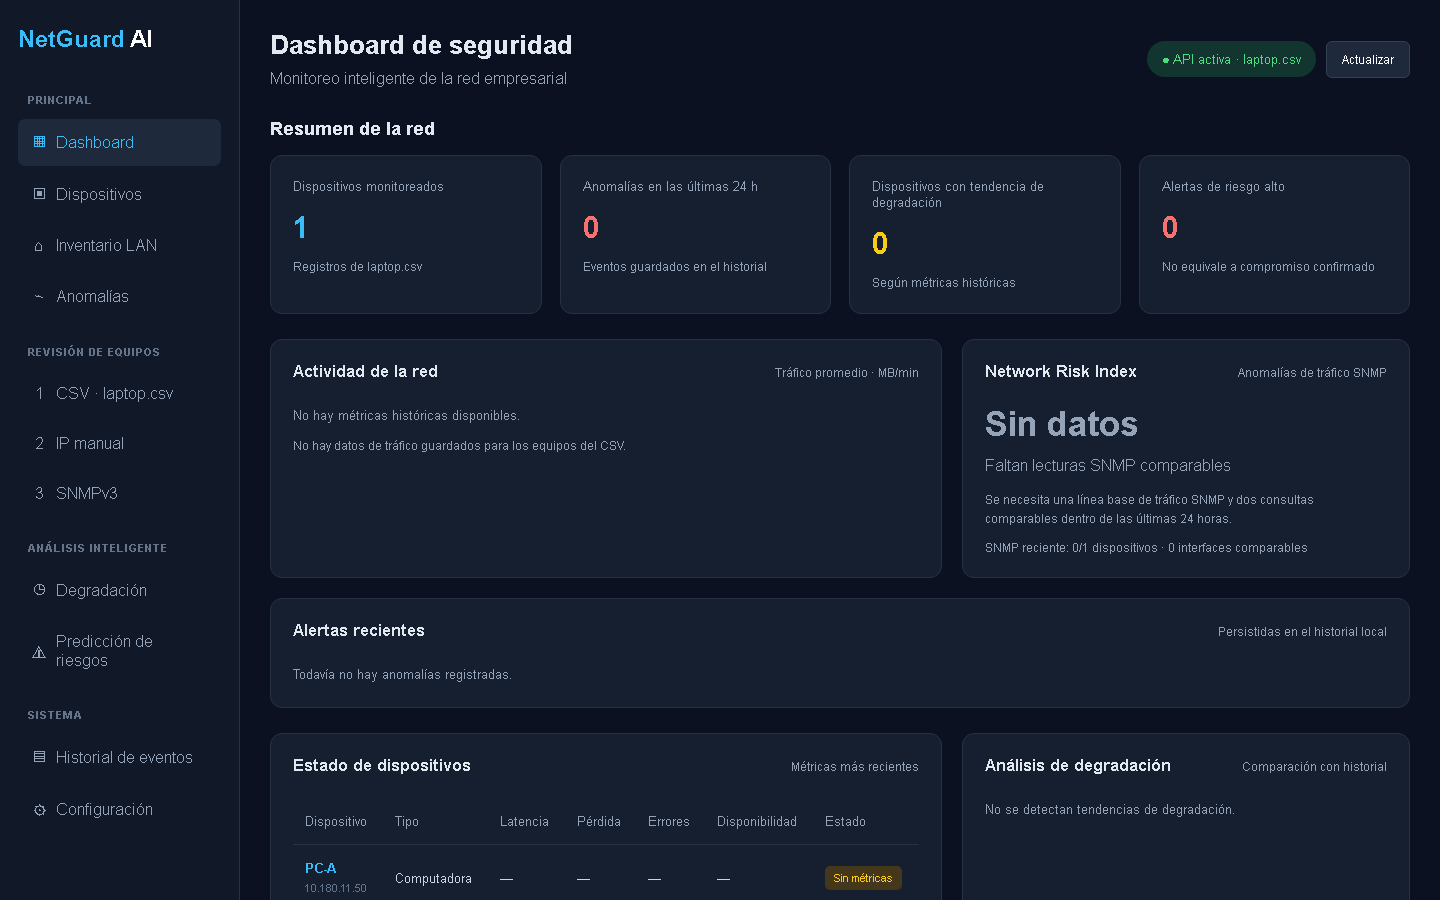 NetGuard AI
PRINCIPAL
Dashboard
Dispositivos
Inventario LAN
Anomalías
REVISIÓN DE EQUIPOS
1 CSV · laptop.csv
2 IP manual
3 SNMPv3
ANÁLISIS INTELIGENTE
Degradación
Predicción de
riesgos
SISTEMA
Historial de eventos
Configuración
Dashboard de seguridad
Monitoreo inteligente de la red empresarial
● API activa · laptop.csv
Actualizar
Resumen de la red
Dispositivos monitoreados
1
Registros de laptop.csv
Anomalías en las últimas 24 h
0
Eventos guardados en el historial
Dispositivos con tendencia de
degradación
0
Según métricas históricas
Alertas de riesgo alto
0
No equivale a compromiso confirmado
Actividad de la red
Tráfico promedio · MB/min
No hay métricas históricas disponibles.
No hay datos de tráfico guardados para los equipos del CSV.
Network Risk Index
Anomalías de tráfico SNMP
Sin datos
Faltan lecturas SNMP comparables
Se necesita una línea base de tráfico SNMP y dos consultas
comparables dentro de las últimas 24 horas.
SNMP reciente: 0/1 dispositivos · 0 interfaces comparables
Alertas recientes
Persistidas en el historial local
Todavía no hay anomalías registradas.
Estado de dispositivos
Métricas más recientes
Dispositivo Tipo Latencia Pérdida Errores Disponibilidad Estado
PC-A
10.180.11.50
Computadora — — — — Sin métricas
Análisis de degradación
Comparación con historial
No se detectan tendencias de degradación.